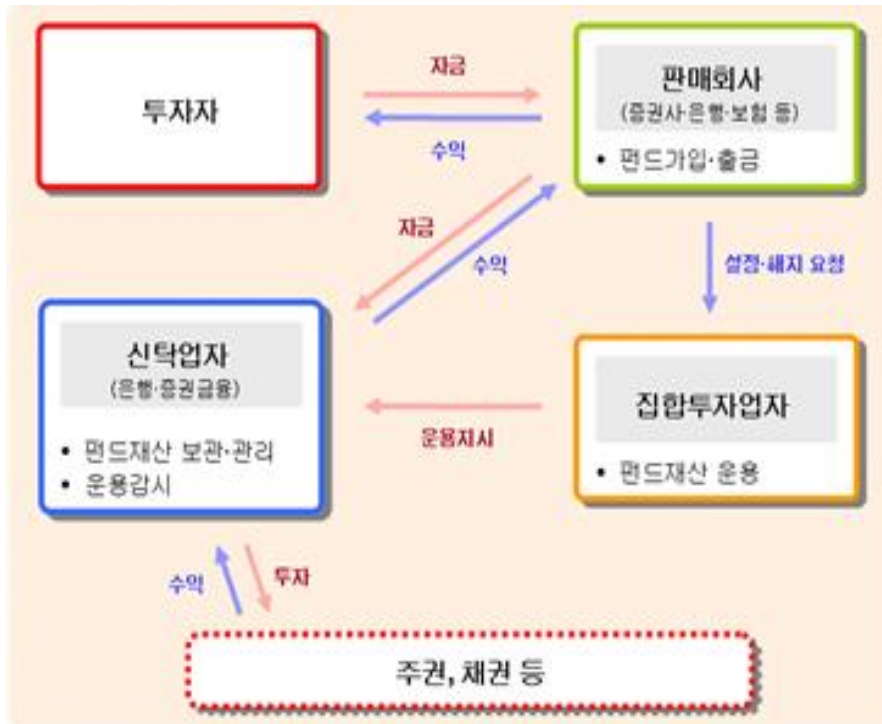 투자자
자금
수익
판매회사
(증권사·은행·보험 등)
• 펀드가입·출금
자금
수익
설정·해지 요청
신탁업자
(은행·증권금융)
• 펀드재산 보관·관리
• 운용감시
운용지시
집합투자업자
• 펀드재산 운용
수익
투자
주권, 채권 등